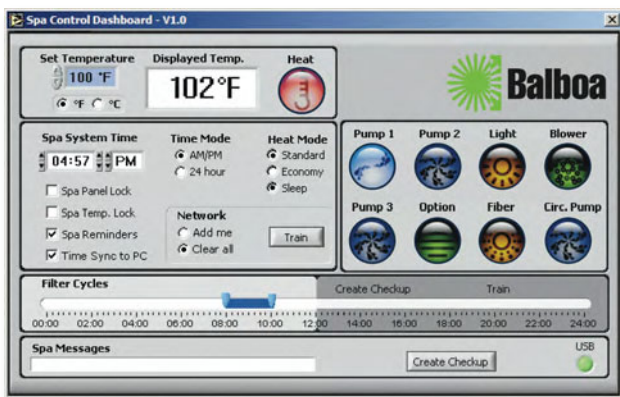 Spa Control Dashboard - V1.0
Set Temperature
Displayed Temp.
Heat
100 °F
102°F
°F °C
Balboa
Spa System Time
Time Mode
Heat Mode
04:57 PM
AM/PM
24 hour
Standard
Economy
Sleep
Spa Panel Lock
Spa Temp. Lock
Spa Reminders
Time Sync to PC
Network
Add me
Clear all
Train
Pump 1
Pump 2
Light
Blower
Pump 3
Option
Fiber
Circ. Pump
Filter Cycles
Create Checkup
Train
00:00 02:00 04:00 06:00 08:00 10:00 12:00 14:00 16:00 18:00 20:00 22:00 24:00
Spa Messages
Create Checkup
USB